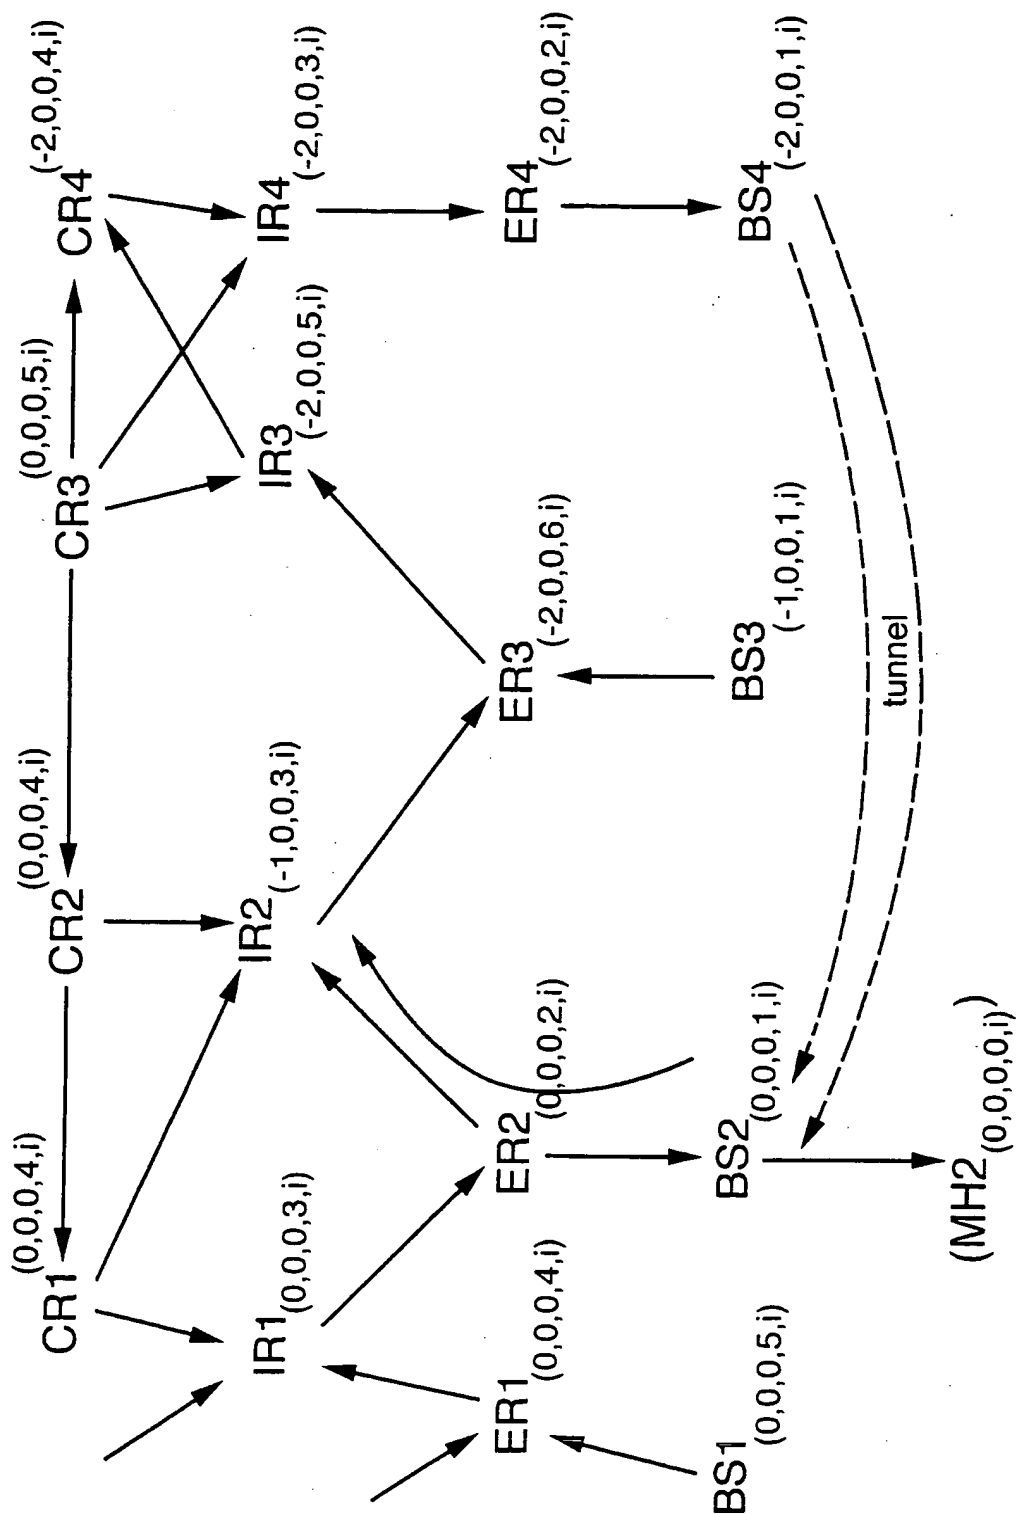 CR1
(0,0,0,4,i)
CR2
(0,0,0,4,i)
CR3
(0,0,0,5,i)
CR4
(-2,0,0,4,i)
IR1
(0,0,0,3,i)
IR2
(-1,0,0,3,i)
IR3
(-2,0,0,5,i)
IR4
(-2,0,0,3,i)
ER1
(0,0,0,4,i)
ER2
(0,0,0,2,i)
ER3
(-2,0,0,6,i)
ER4
(-2,0,0,2,i)
BS1
(0,0,0,5,i)
BS2
(0,0,0,1,i)
BS3
(-1,0,0,1,i)
BS4
(-2,0,0,1,i)
tunnel
(MH2
(0,0,0,0,i)
)